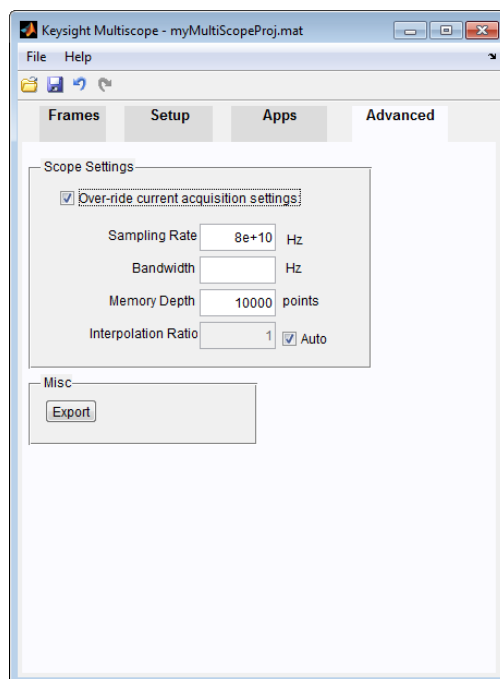 Keysight Multiscope - myMultiScopeProj.mat
File Help
Frames Setup Apps Advanced
Scope Settings
Over-ride current acquisition settings
Sampling Rate 8e+10 Hz
Bandwidth Hz
Memory Depth 10000 points
Interpolation Ratio 1 Auto
Misc
Export